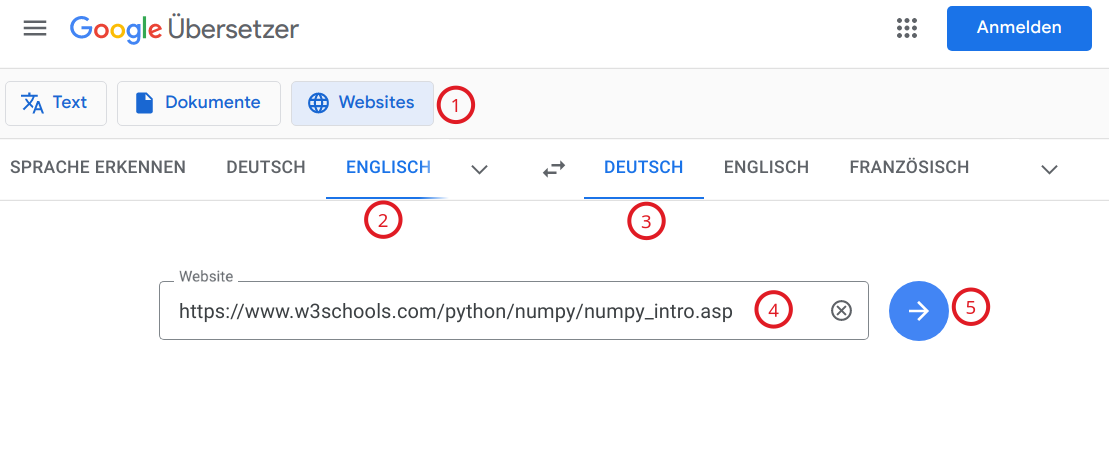 Google Übersetzer
Anmelden
Text Dokumente Websites 1
SPRACHE ERKENNEN DEUTSCH ENGLISCH DEUTSCH ENGLISCH FRANZÖSISCH
2 3
Website
https://www.w3schools.com/python/numpy/numpy_intro.asp 4 5